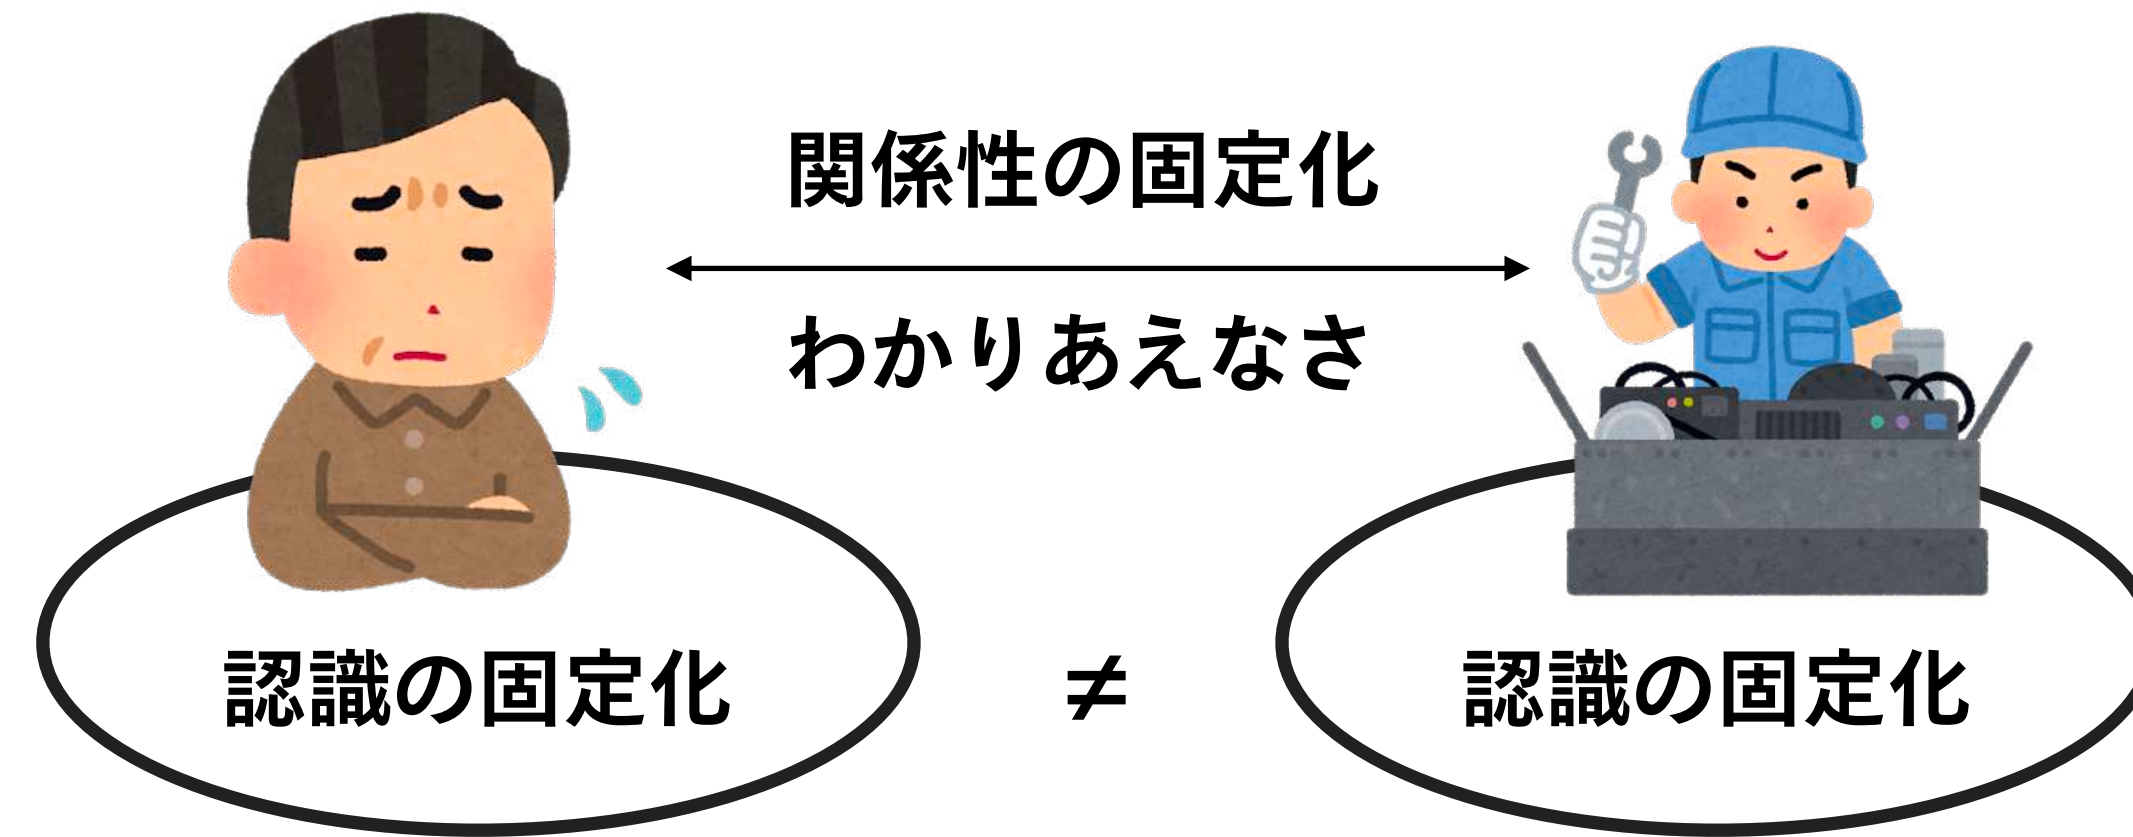 関係性の固定化
わかりあえなさ
認識の固定化
≠
認識の固定化